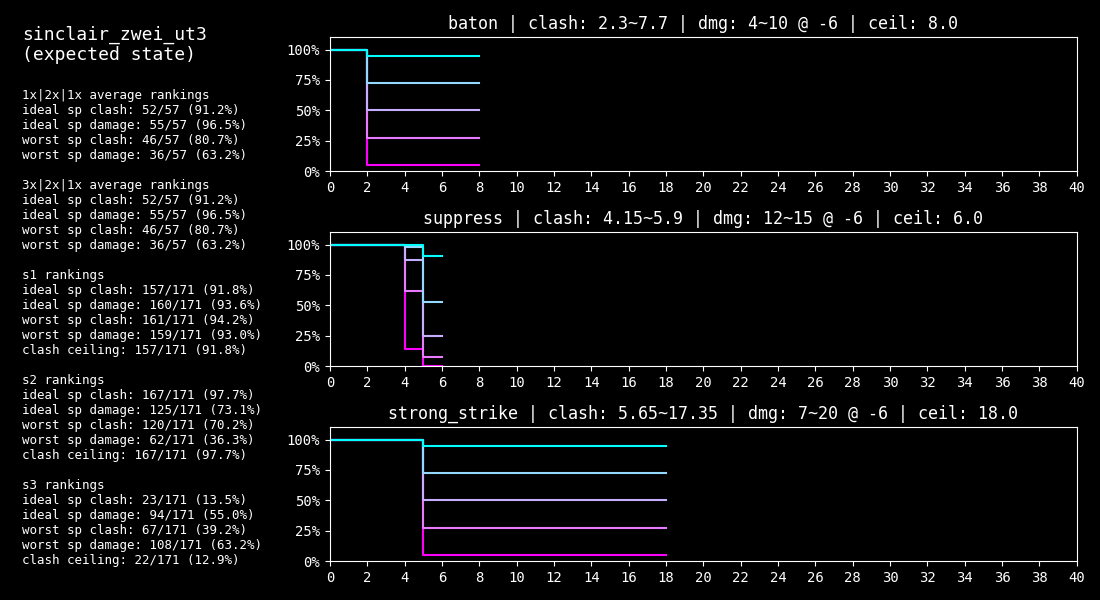 sinclair_zwei_ut3
(expected state)
1x|2x|1x average rankings
ideal sp clash: 52/57 (91.2%)
ideal sp damage: 55/57 (96.5%)
worst sp clash: 46/57 (80.7%)
worst sp damage: 36/57 (63.2%)
3x|2x|1x average rankings
ideal sp clash: 52/57 (91.2%)
ideal sp damage: 55/57 (96.5%)
worst sp clash: 46/57 (80.7%)
worst sp damage: 36/57 (63.2%)
s1 rankings
ideal sp clash: 157/171 (91.8%)
ideal sp damage: 160/171 (93.6%)
worst sp clash: 161/171 (94.2%)
worst sp damage: 159/171 (93.0%)
clash ceiling: 157/171 (91.8%)
s2 rankings
ideal sp clash: 167/171 (97.7%)
ideal sp damage: 125/171 (73.1%)
worst sp clash: 120/171 (70.2%)
worst sp damage: 62/171 (36.3%)
clash ceiling: 167/171 (97.7%)
s3 rankings
ideal sp clash: 23/171 (13.5%)
ideal sp damage: 94/171 (55.0%)
worst sp clash: 67/171 (39.2%)
worst sp damage: 108/171 (63.2%)
clash ceiling: 22/171 (12.9%)
baton | clash: 2.3~7.7 | dmg: 4~10 @ -6 | ceil: 8.0
100%
75%
50%
25%
0%
0 2 4 6 8 10 12 14 16 18 20 22 24 26 28 30 32 34 36 38 40
suppress | clash: 4.15~5.9 | dmg: 12~15 @ -6 | ceil: 6.0
100%
75%
50%
25%
0%
0 2 4 6 8 10 12 14 16 18 20 22 24 26 28 30 32 34 36 38 40
strong_strike | clash: 5.65~17.35 | dmg: 7~20 @ -6 | ceil: 18.0
100%
75%
50%
25%
0%
0 2 4 6 8 10 12 14 16 18 20 22 24 26 28 30 32 34 36 38 40